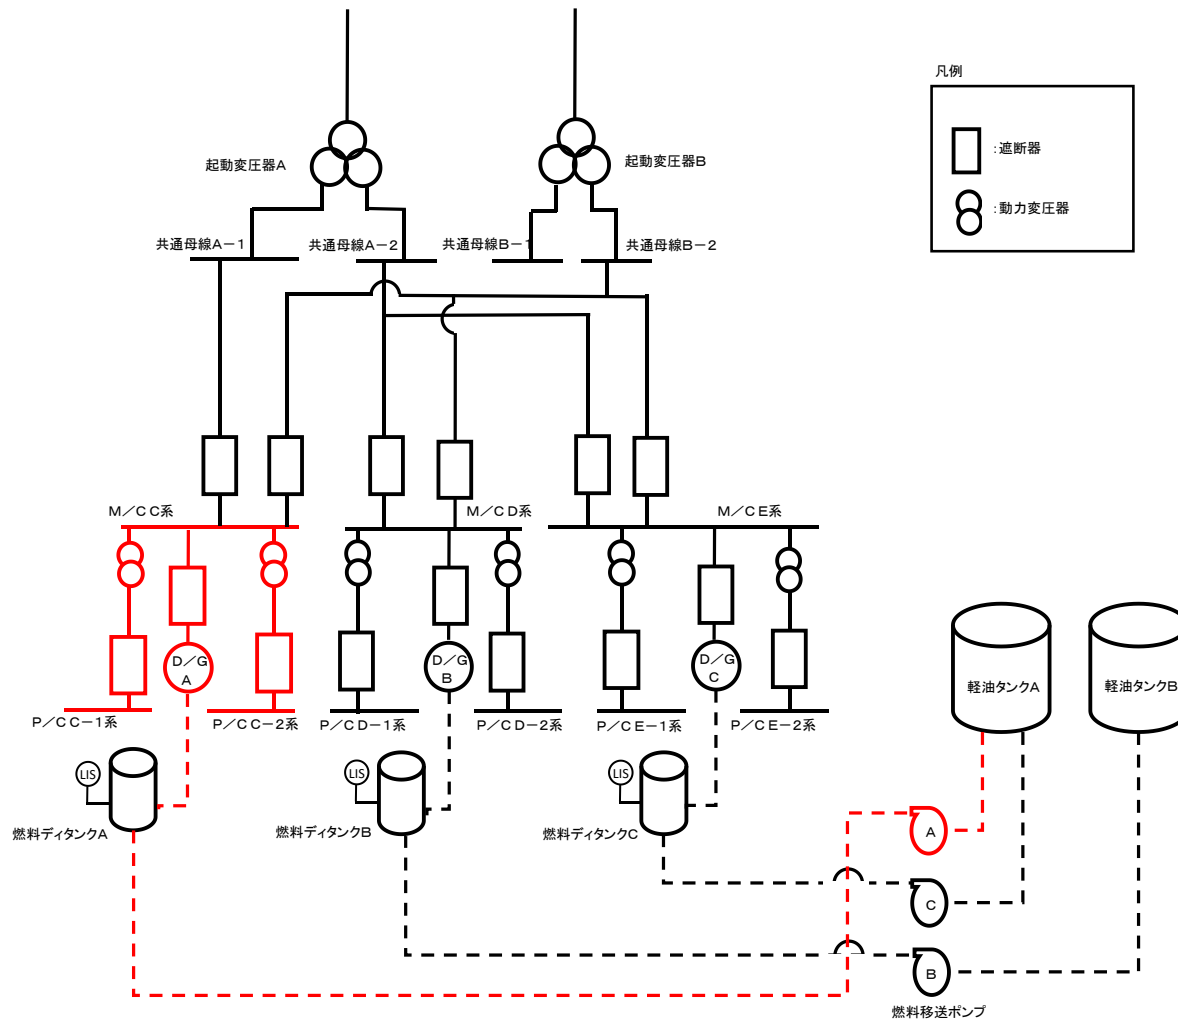 凡例
:遮断器
:動力変圧器
起動変圧器A
起動変圧器B
共通母線A-1
共通母線A-2
共通母線B-1
共通母線B-2
M/CC系
M/CD系
M/CE系
D/G
A
D/G
B
D/G
C
P/CC-1系
P/CC-2系
P/CD-1系
P/CD-2系
P/CE-1系
P/CE-2系
軽油タンクA
軽油タンクB
LIS
LIS
LIS
燃料ディタンクA
燃料ディタンクB
燃料ディタンクC
A
C
B
燃料移送ポンプ